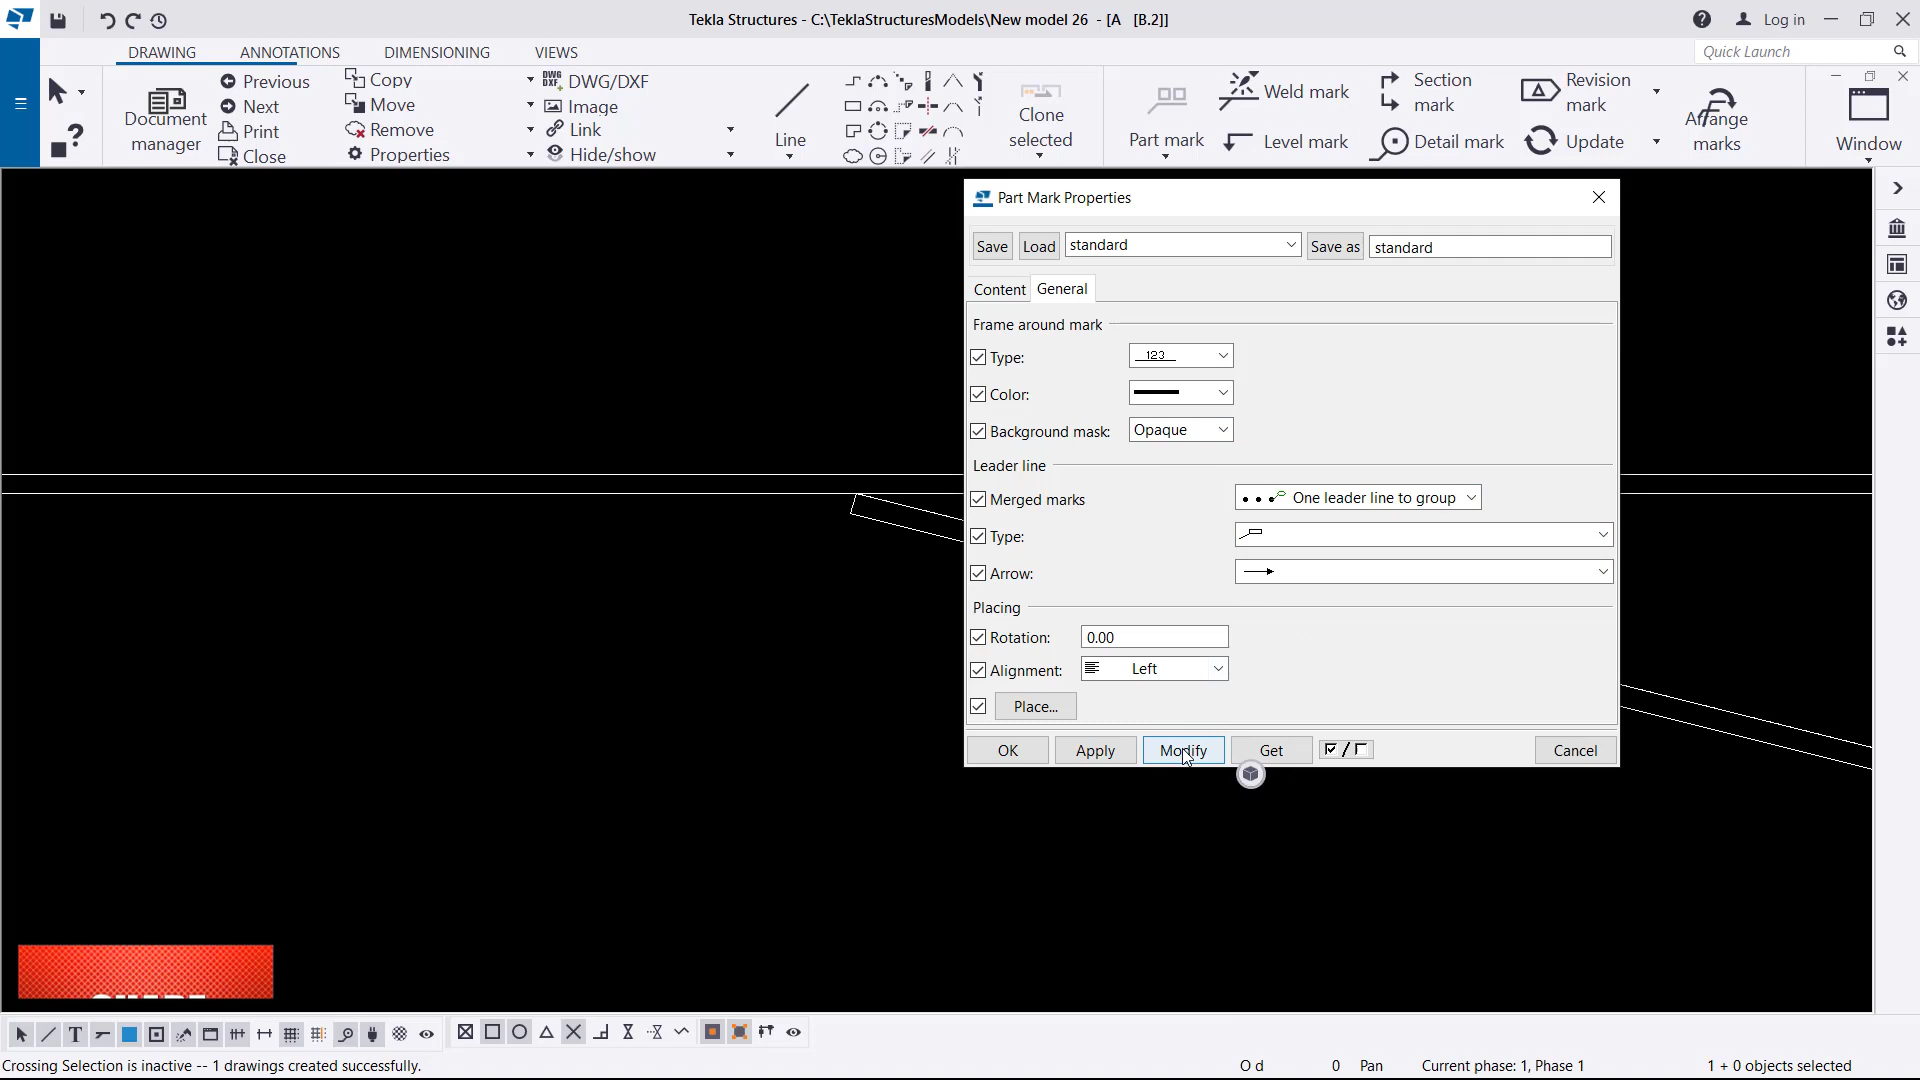 Tekla Structures - C:\TeklaStructuresModels\New model 26 - [A [B.2]]
Log in
DRAWING ANNOTATIONS DIMENSIONING VIEWS
Quick Launch
Document manager
Previous
Next
Print
Close
Copy
Move
Remove
Properties
DWG DXF DWG/DXF
Image
Link
Hide/show
Line
Clone selected
Part mark
Weld mark
Level mark
Section mark
Detail mark
Revision mark
Update
Arrange marks
Window
Part Mark Properties
Save Load standard Save as standard
Content General
Frame around mark
Type: 123
Color:
Background mask: Opaque
Leader line
Merged marks One leader line to group
Type:
Arrow:
Placing
Rotation: 0.00
Alignment: Left
Place...
OK Apply Modify Get / Cancel
Crossing Selection is inactive -- 1 drawings created successfully.
O d 0 Pan Current phase: 1, Phase 1 1 + 0 objects selected